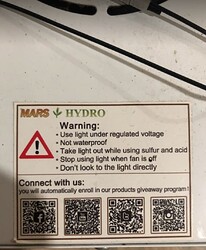 MARS HYDRO
Warning:
• Use light under regulated voltage
• Not waterproof
• Take light out while using sulfur and acid
• Stop using light when fan is off
• Don't look to the light directly
Connect with us:
you will automatically enroll in our products giveaway program!